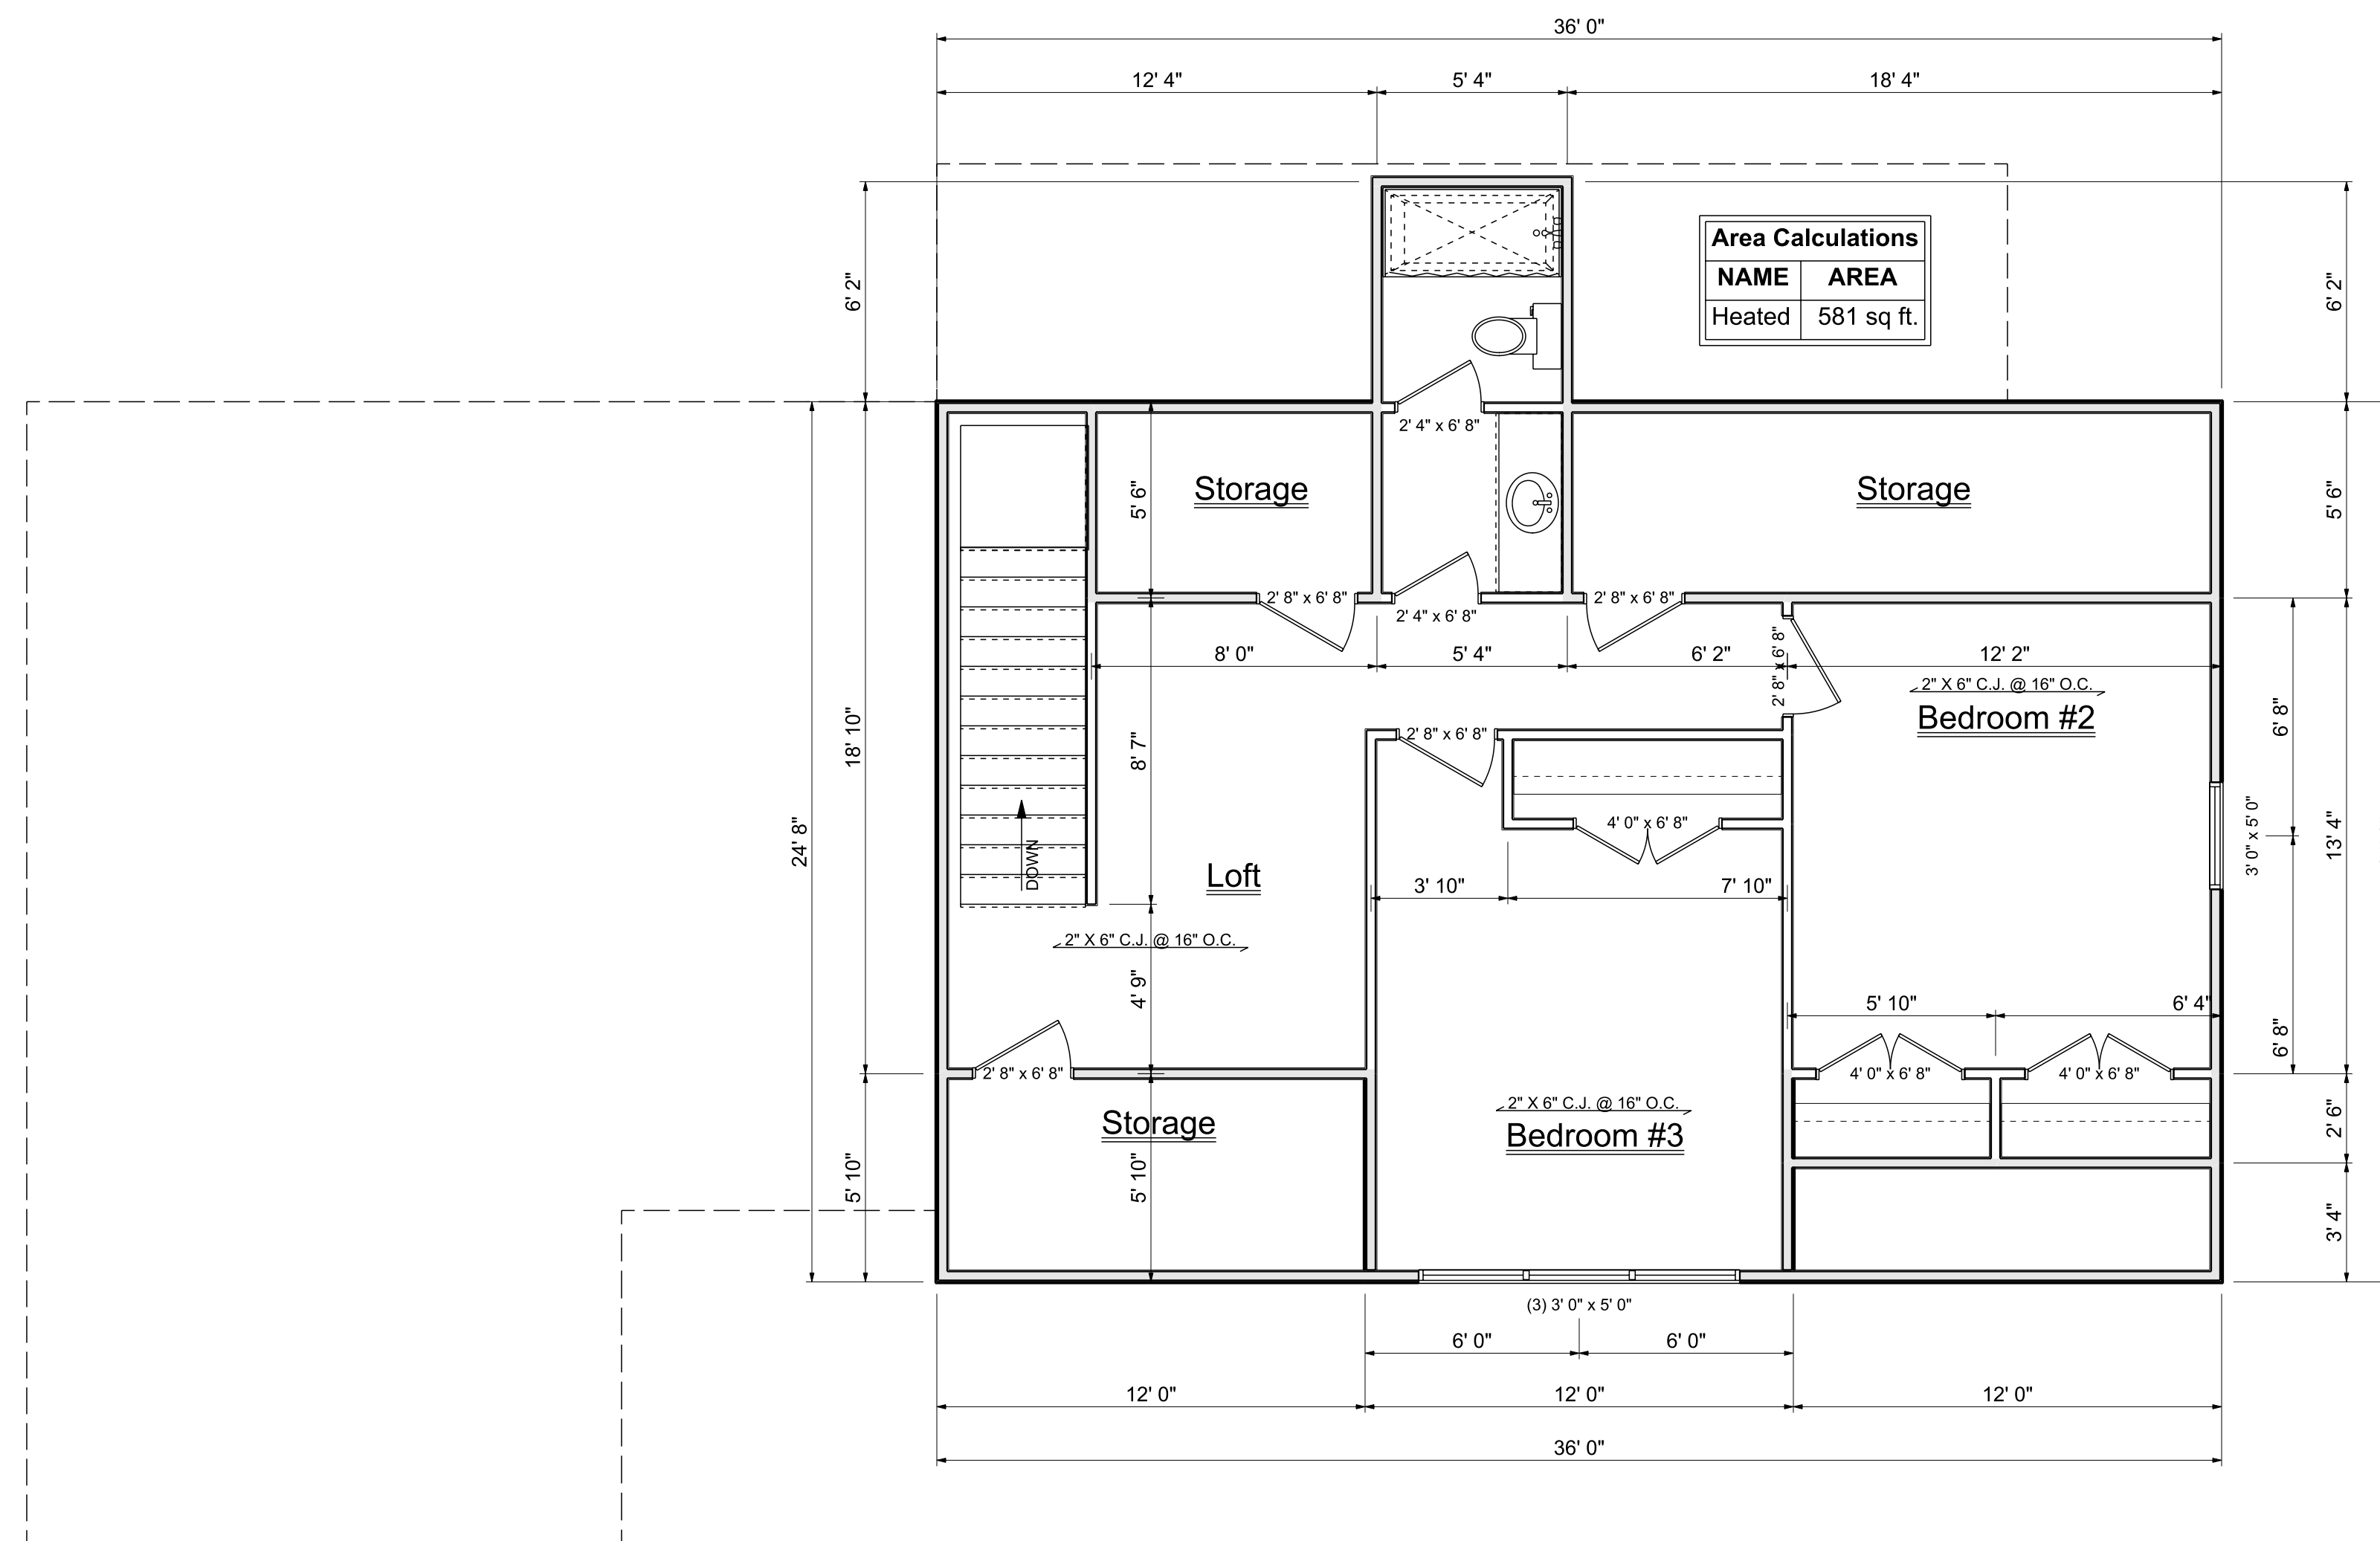 36' 0"
12' 4"
5' 4"
18' 4"
Area Calculations
NAME AREA
Heated 581 sq ft.
6' 2"
6' 2"
2' 4" x 6' 8"
Storage
Storage
5' 6"
5' 6"
2' 8" x 6' 8"
2' 4" x 6' 8"
2' 8" x 6' 8"
2' 8" x 6' 8"
8' 0"
5' 4"
6' 2"
12' 2"
2" X 6" C.J. @ 16" O.C.
Bedroom #2
6' 8"
18' 10"
8' 7"
2' 8" x 6' 8"
4' 0" x 6' 8"
24' 8"
3' 0" x 5' 0"
13' 4"
DOWN
Loft
3' 10"
7' 10"
2" X 6" C.J. @ 16" O.C.
4' 9"
5' 10"
6' 4"
6' 8"
2' 8" x 6' 8"
4' 0" x 6' 8"
4' 0" x 6' 8"
Storage
2" X 6" C.J. @ 16" O.C.
Bedroom #3
2' 6"
5' 10"
5' 10"
3' 4"
(3) 3' 0" x 5' 0"
6' 0"
6' 0"
12' 0"
12' 0"
12' 0"
36' 0"